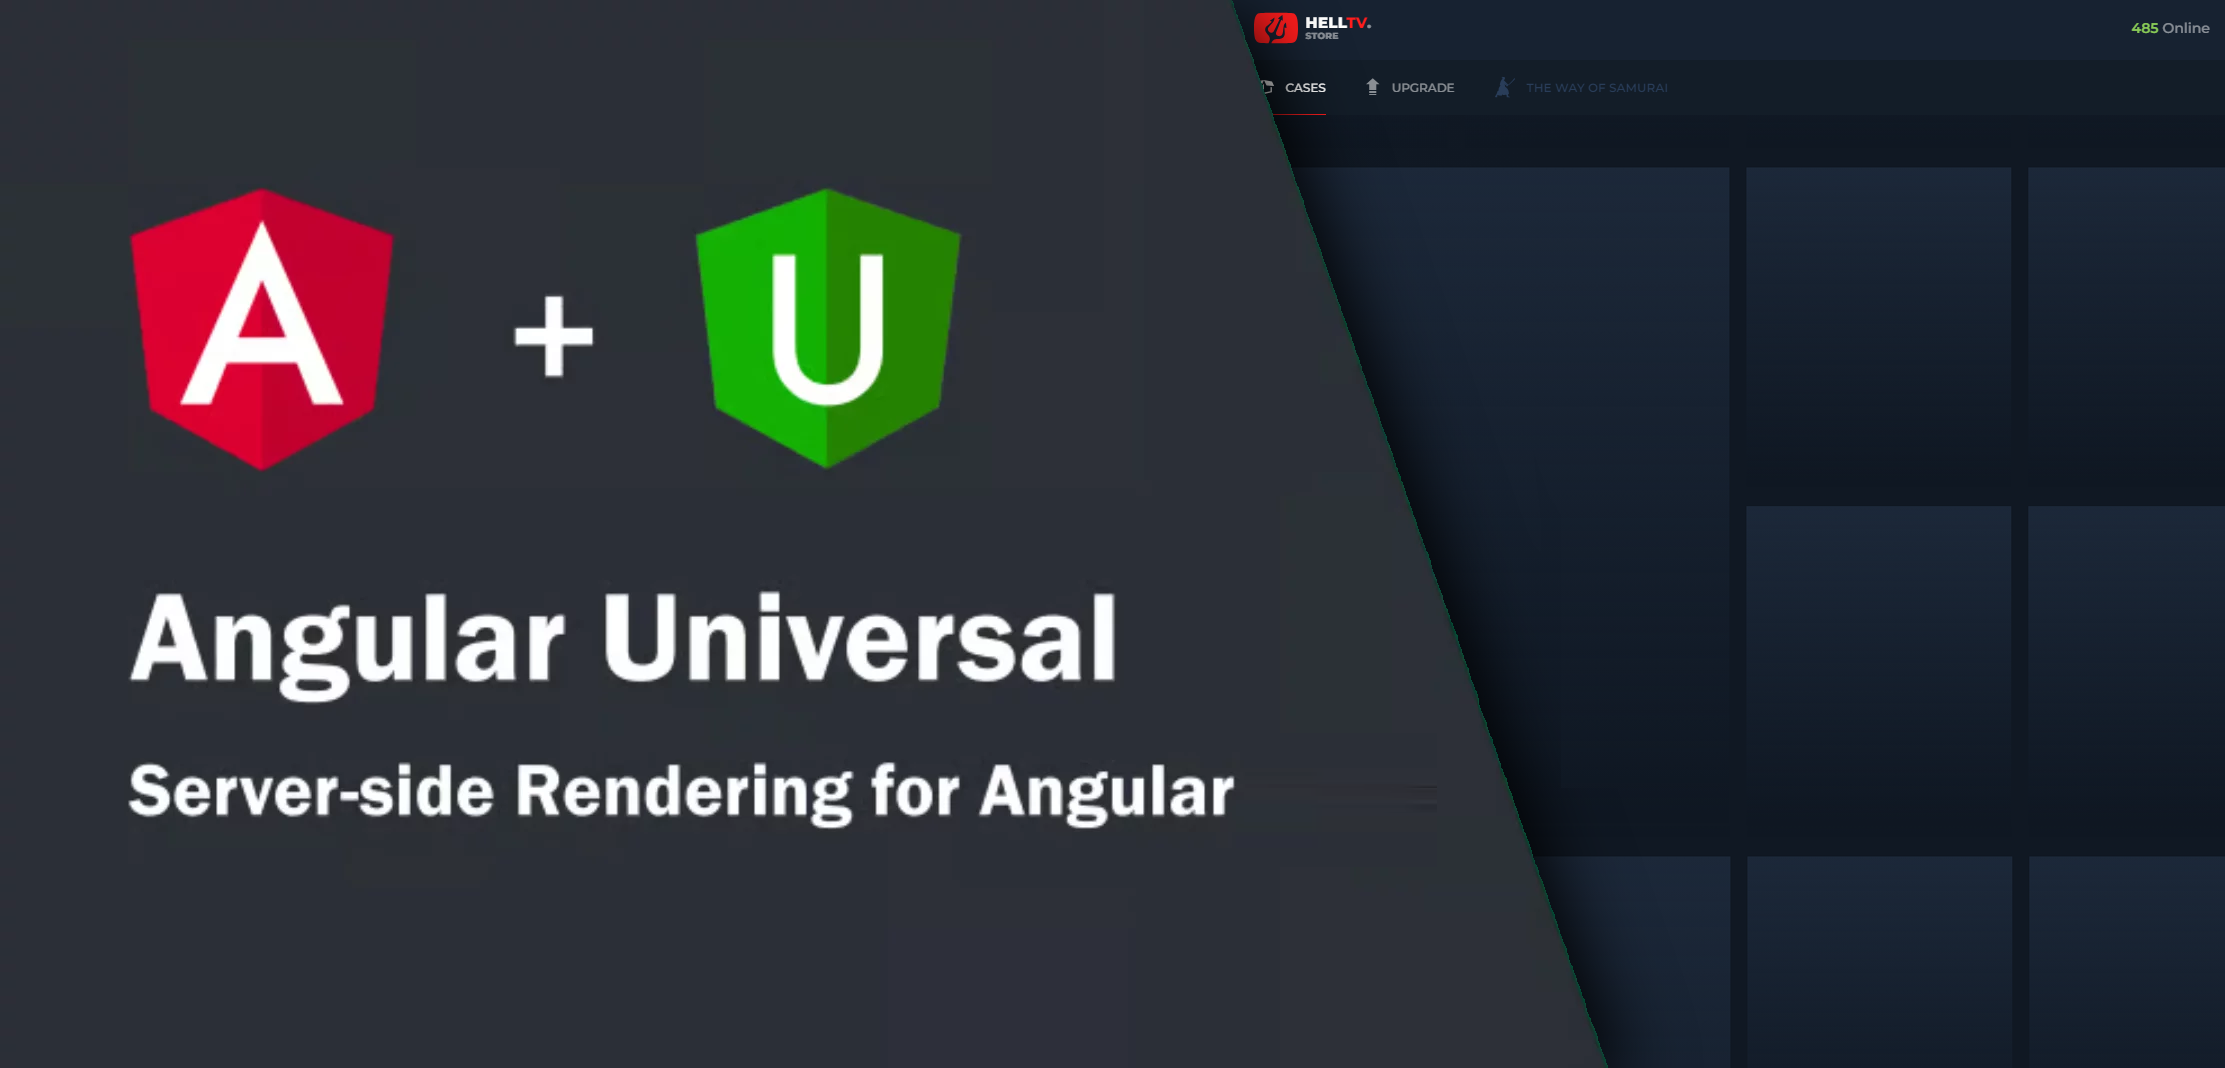 A + U
Angular Universal
Server-side Rendering for Angular
HELLTV.
STORE
485 Online
CASES
UPGRADE
THE WAY OF SAMURAI